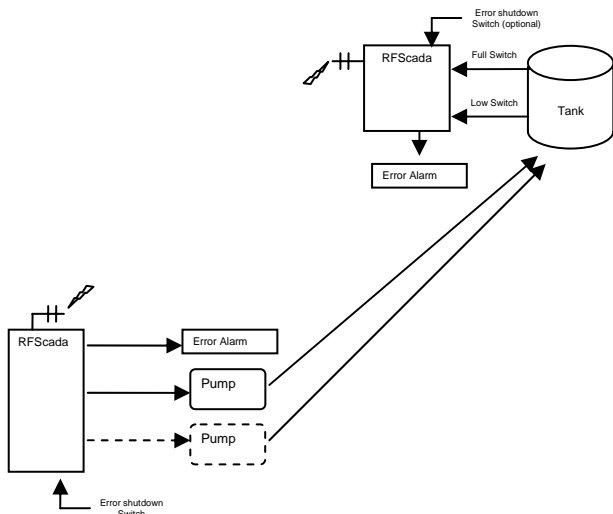 Error shutdown
Switch (optional)
RFScada
Full Switch
Low Switch
Tank
Error Alarm
RFScada
Error Alarm
Pump
Pump
Error shutdown
Switch